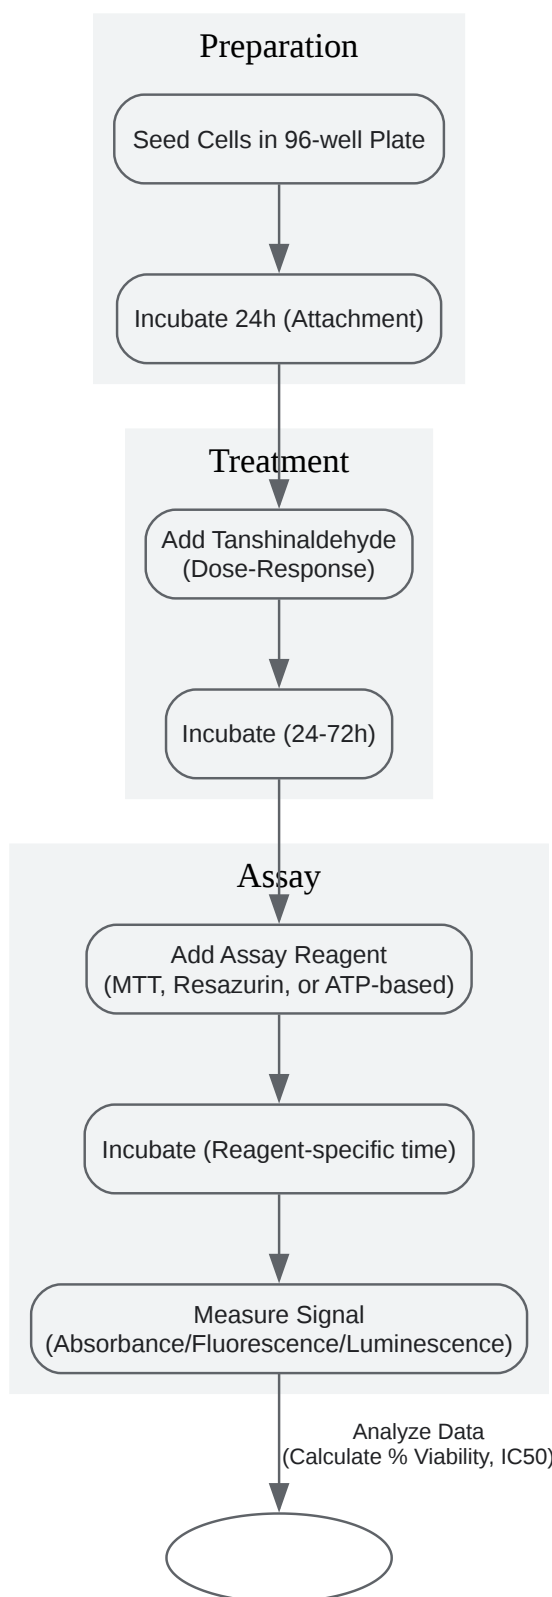 Preparation
Seed Cells in 96-well Plate
Incubate 24h (Attachment)
Treatment
Add Tanshinaldehyde
(Dose-Response)
Incubate (24-72h)
Assay
Add Assay Reagent
(MTT, Resazurin, or ATP-based)
Incubate (Reagent-specific time)
Measure Signal
(Absorbance/Fluorescence/Luminescence)
Analyze Data
(Calculate % Viability, IC50)